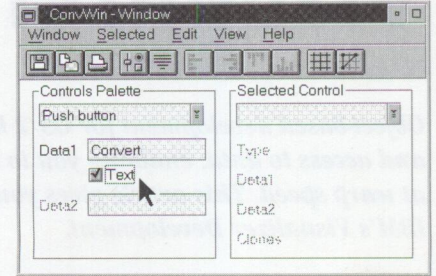 ConvWin - Window
Window Selected Edit View Help
Controls Palette
Push button
Data1 Convert
Text
Data2
Selected Control
Type
Data1
Data2
Clones